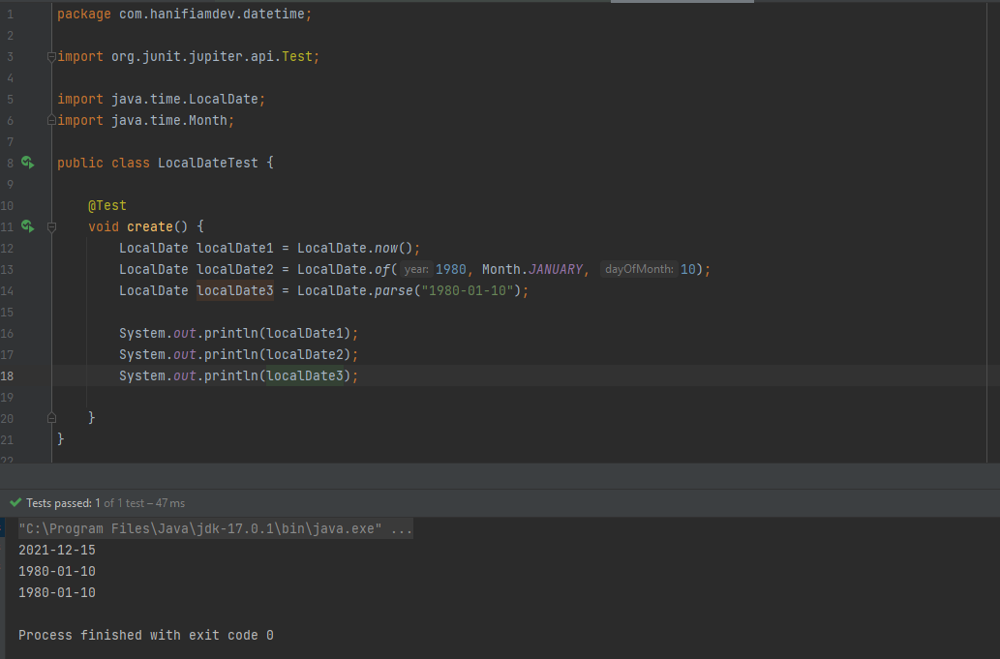 1 package com.hanifiamdev.datetime;
2
3 import org.junit.jupiter.api.Test;
4
5 import java.time.LocalDate;
6 import java.time.Month;
7
8 public class LocalDateTest {
9
10 @Test
11 void create() {
12 LocalDate localDate1 = LocalDate.now();
13 LocalDate localDate2 = LocalDate.of( year: 1980, Month.JANUARY, dayOfMonth: 10);
14 LocalDate localDate3 = LocalDate.parse("1980-01-10");
15
16 System.out.println(localDate1);
17 System.out.println(localDate2);
18 System.out.println(localDate3);
19
20 }
21 }
22
Tests passed: 1 of 1 test – 47 ms
"C:\Program Files\Java\jdk-17.0.1\bin\java.exe" ...
2021-12-15
1980-01-10
1980-01-10
Process finished with exit code 0